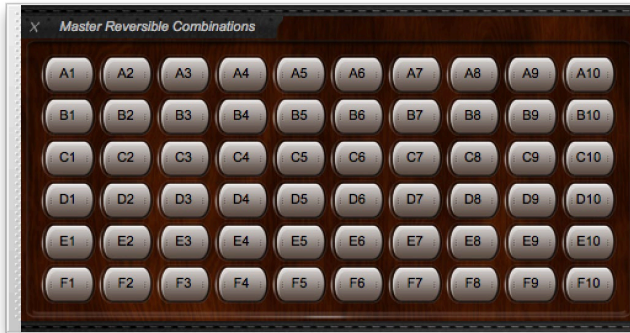 X Master Reversible Combinations
A1 A2 A3 A4 A5 A6 A7 A8 A9 A10
B1 B2 B3 B4 B5 B6 B7 B8 B9 B10
C1 C2 C3 C4 C5 C6 C7 C8 C9 C10
D1 D2 D3 D4 D5 D6 D7 D8 D9 D10
E1 E2 E3 E4 E5 E6 E7 E8 E9 E10
F1 F2 F3 F4 F5 F6 F7 F8 F9 F10